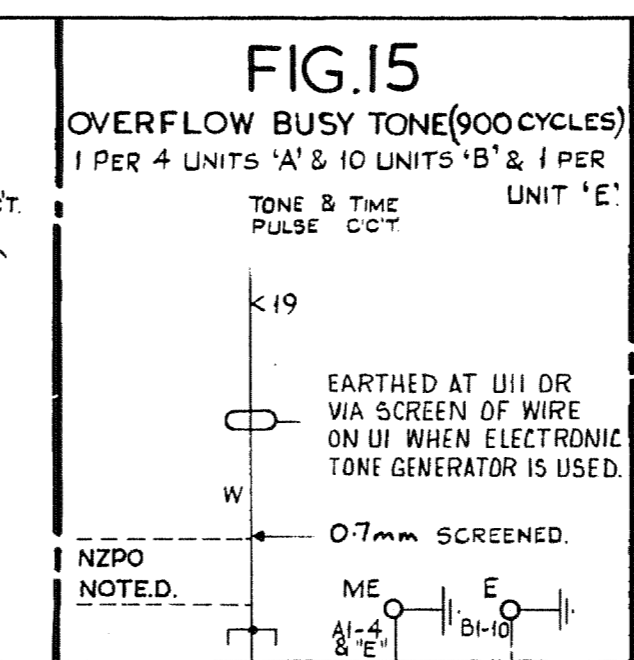 FIG.15
OVERFLOW BUSY TONE(900 CYCLES)
1 PER 4 UNITS 'A' & 10 UNITS 'B' & 1 PER
UNIT 'E'.
TONE & TIME
PULSE C'C'T.
'T.
<19
EARTHED AT U11 OR
VIA SCREEN OF WIRE
ON U1 WHEN ELECTRONIC
TONE GENERATOR IS USED.
W
0.7mm SCREENED.
NZPO
NOTE.D.
ME
E
A1-4
& "E"
B1-10